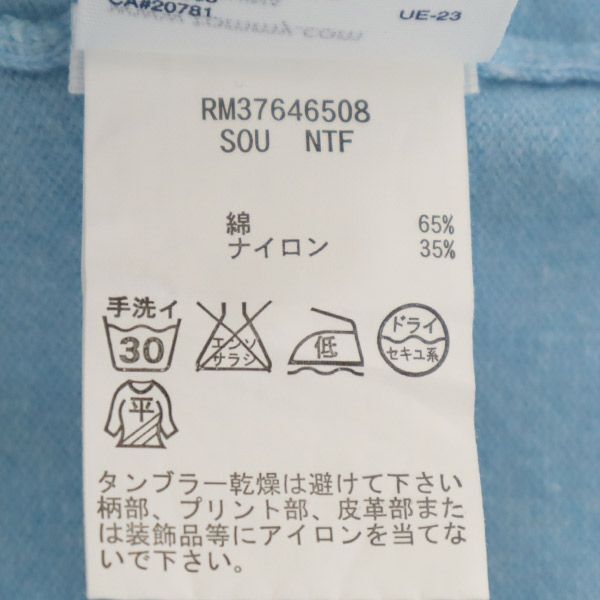 CA#20781
UE-23
RM37646508
SOU NTF
綿 65%
ナイロン 35%
手洗イ
30
エンソ
サラシ
低
ドライ
セキユ系
平
タンブラー乾燥は避けて下さい
柄部、プリント部、皮革部また
は装飾品等にアイロンを当てな
いで下さい。